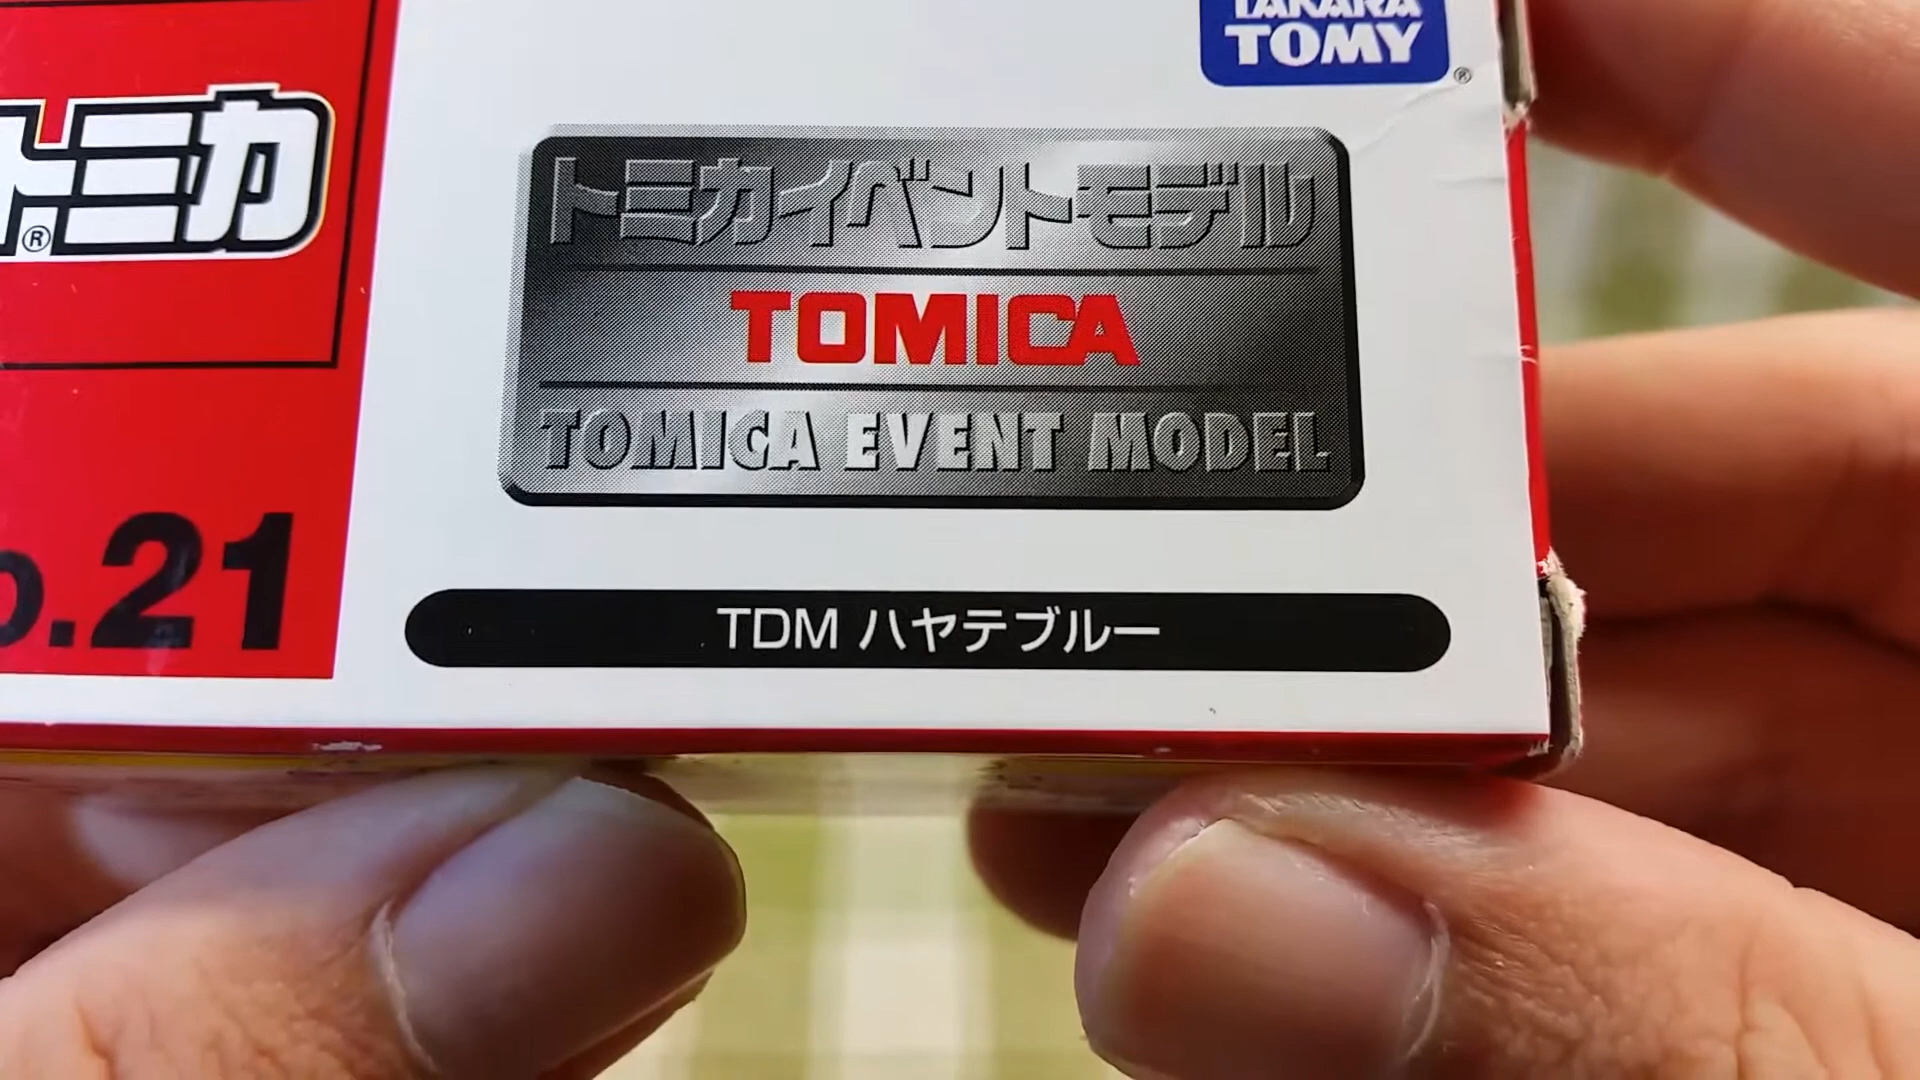 TAKARA
TOMY
®
トミカ
®
トミカイベントモデル
TOMICA
TOMICA EVENT MODEL
o.21
TDM ハヤテブルー